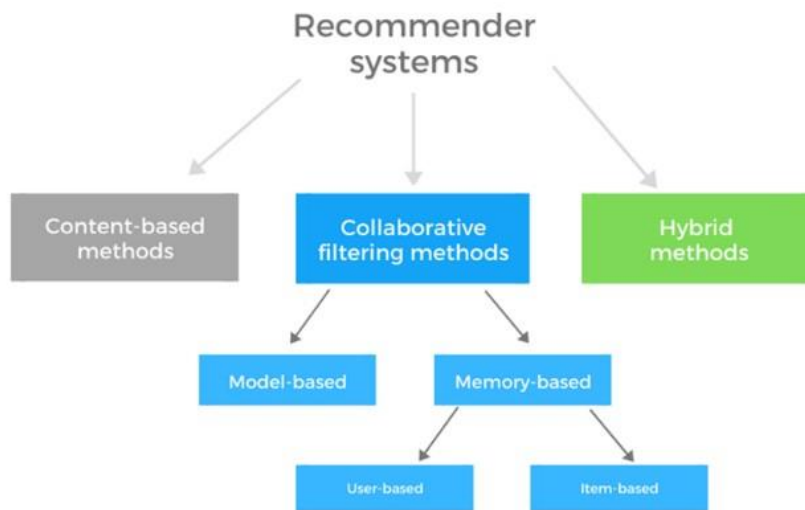 Recommender
systems
Content-based
methods
Collaborative
filtering methods
Hybrid
methods
Model-based
Memory-based
User-based
Item-based